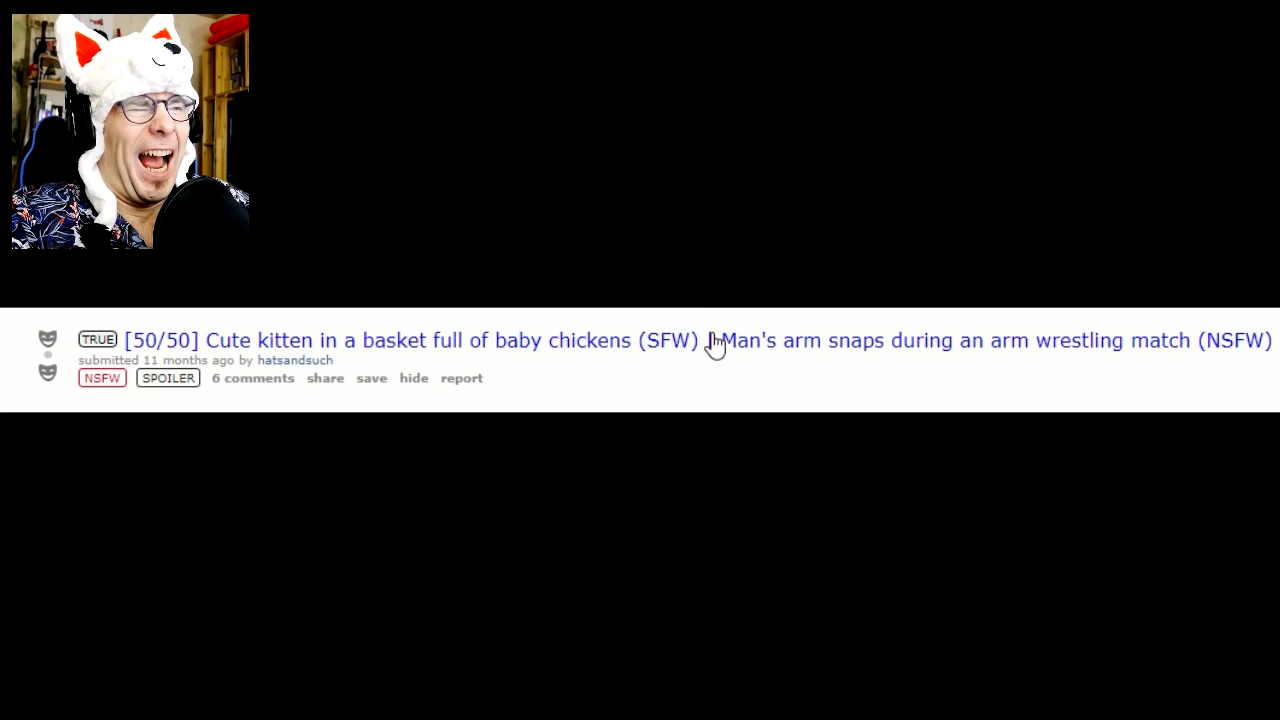 TRUE [50/50] Cute kitten in a basket full of baby chickens (SFW) | Man's arm snaps during an arm wrestling match (NSFW)
submitted 11 months ago by hatsandsuch
NSFW SPOILER 6 comments share save hide report